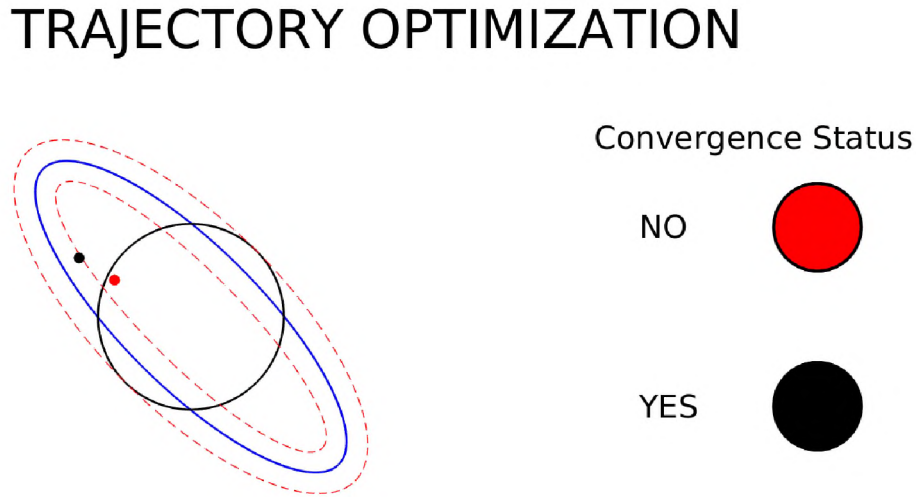 TRAJECTORY OPTIMIZATION
Convergence Status
NO
YES